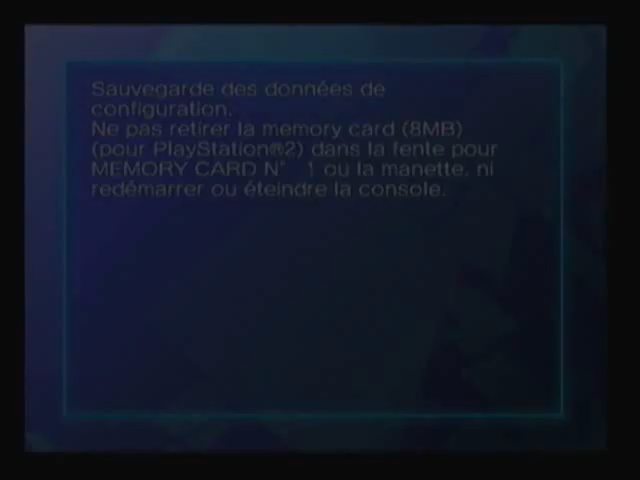 Sauvegarde des données de
configuration.
Ne pas retirer la memory card (8MB)
(pour PlayStation®2) dans la fente pour
MEMORY CARD N° 1 ou la manette, ni
redémarrer ou éteindre la console.